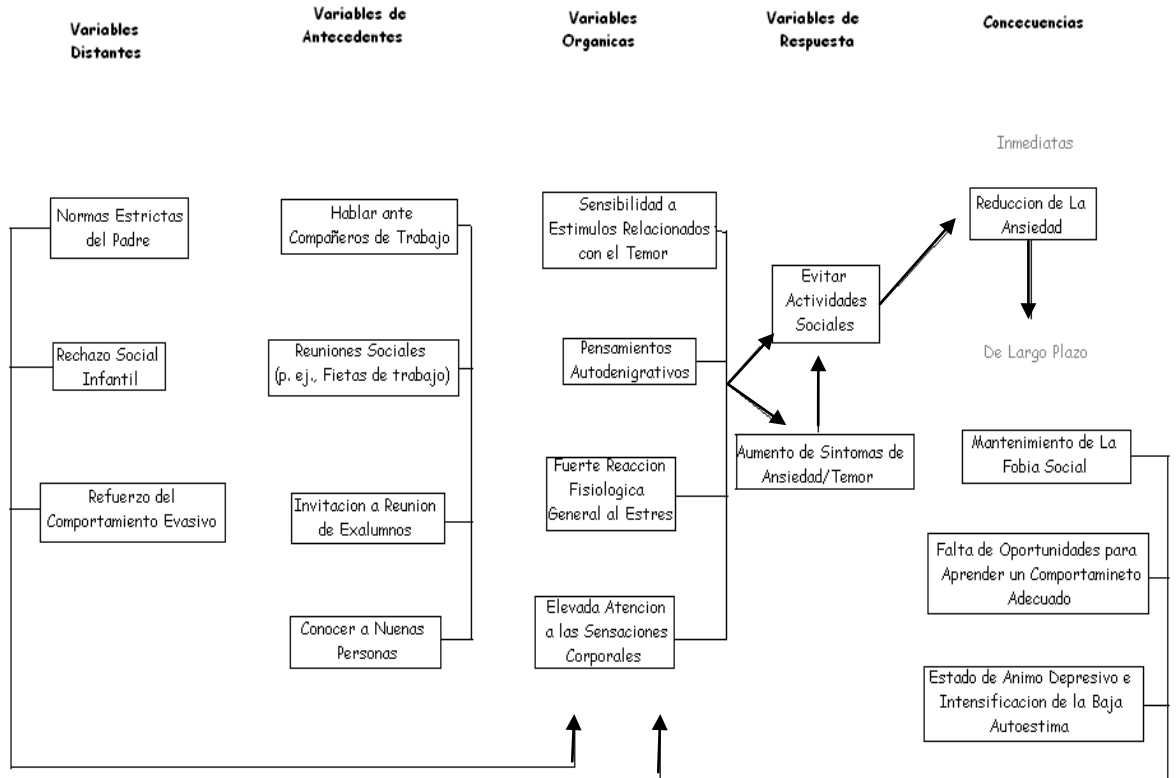 Variables
Distantes
Variables de
Antecedentes
Variables
Organicas
Variables de
Respuesta
Concecuencias
Normas Estrictas
del Padre
Rechazo Social
Infantil
Refuerzo del
Comportamiento Evasivo
Hablar ante
Compañeros de Trabajo
Reuniones Sociales
(p. ej., Fietas de trabajo)
Invitacion a Reunion
de Exalumnos
Conocer a Nuenas
Personas
Sensibilidad a
Estimulos Relacionados
con el Temor
Pensamientos
Autodenigrativos
Fuerte Reaccion
Fisiologica
General al Estres
Elevada Atencion
a las Sensaciones
Corporales
Evitar
Actividades
Sociales
Aumento de Sintomas de
Ansiedad/Temor
Inmediatas
Reduccion de La
Ansiedad
De Largo Plazo
Mantenimiento de La
Fobia Social
Falta de Oportunidades para
Aprender un Comportamineto
Adecuado
Estado de Animo Depresivo e
Intensificacion de la Baja
Autoestima